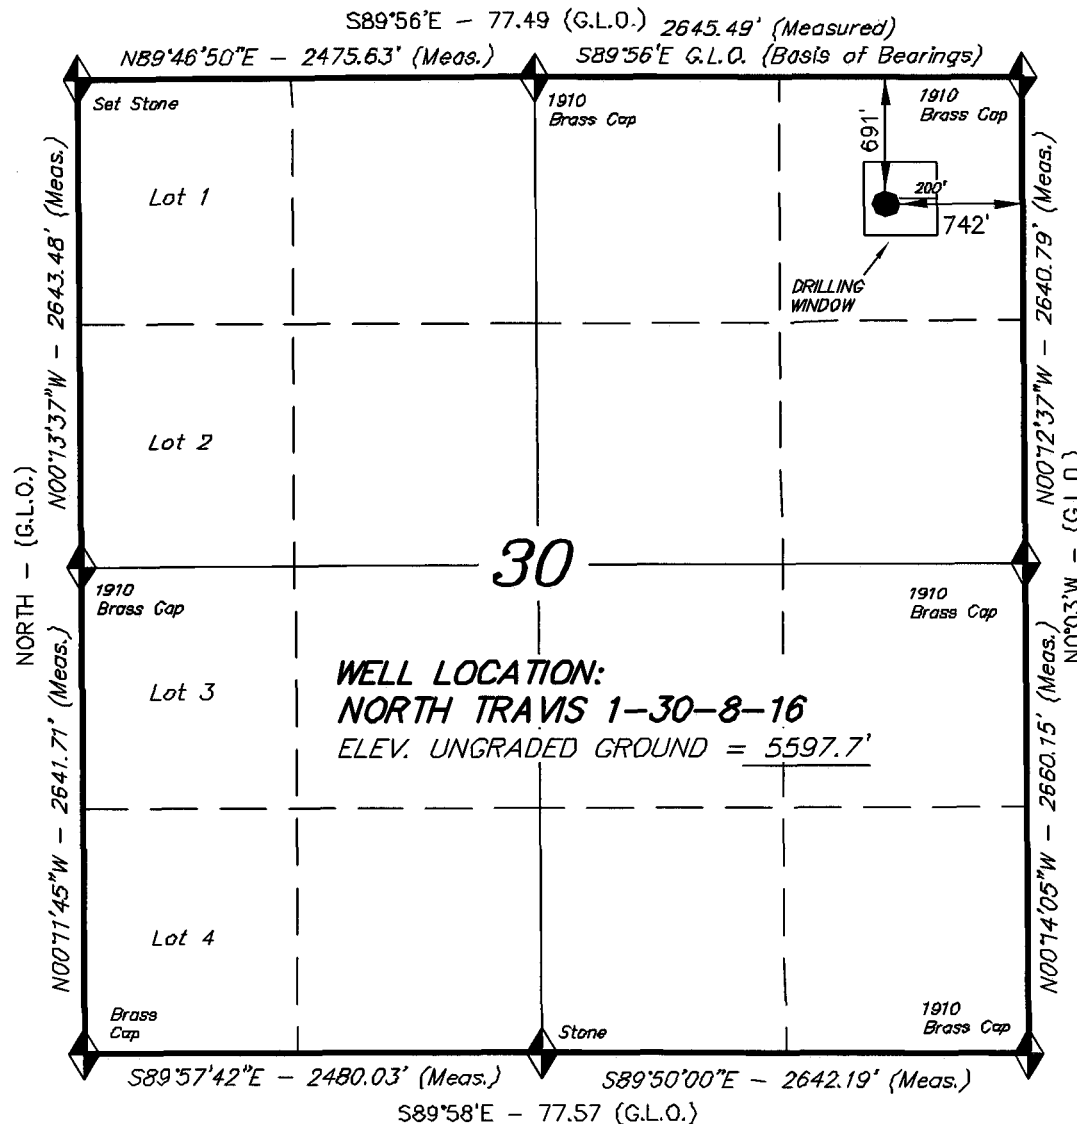 S89°56'E - 77.49 (G.L.O.)
2645.49' (Measured)
N89°46'50"E - 2475.63' (Meas.)
S89°56'E G.L.O. (Basis of Bearings)
Set Stone
1910
Brass Cap
1910
Brass Cap
Lot 1
691'
200'
742'
DRILLING
WINDOW
N00°13'37"W - 2643.48' (Meas.)
N00°12'37"W - 2640.79' (Meas.)
Lot 2
NORTH - (G.L.O.)
N0°03'W - (G.L.O.)
30
1910
Brass Cap
1910
Brass Cap
Lot 3
WELL LOCATION:
NORTH TRAVIS 1-30-8-16
ELEV. UNGRADED GROUND = 5597.7'
N00°11'45"W - 2641.71' (Meas.)
N00°14'05"W - 2660.15' (Meas.)
Lot 4
Brass
Cap
Stone
1910
Brass Cap
S89°57'42"E - 2480.03' (Meas.)
S89°50'00"E - 2642.19' (Meas.)
S89°58'E - 77.57 (G.L.O.)